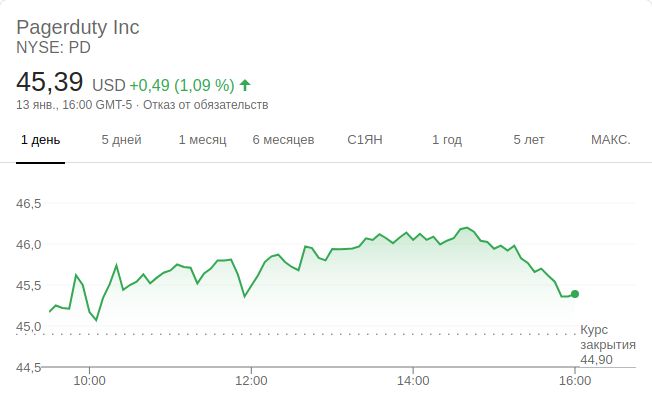 Pagerduty Inc
NYSE: PD
45,39 USD +0,49 (1,09 %)
13 янв., 16:00 GMT-5 · Отказ от обязательств
1 день 5 дней 1 месяц 6 месяцев С1ЯН 1 год 5 лет МАКС.
46,5
46,0
45,5
45,0
Курс
закрытия
44,90
44,5
10:00 12:00 14:00 16:00